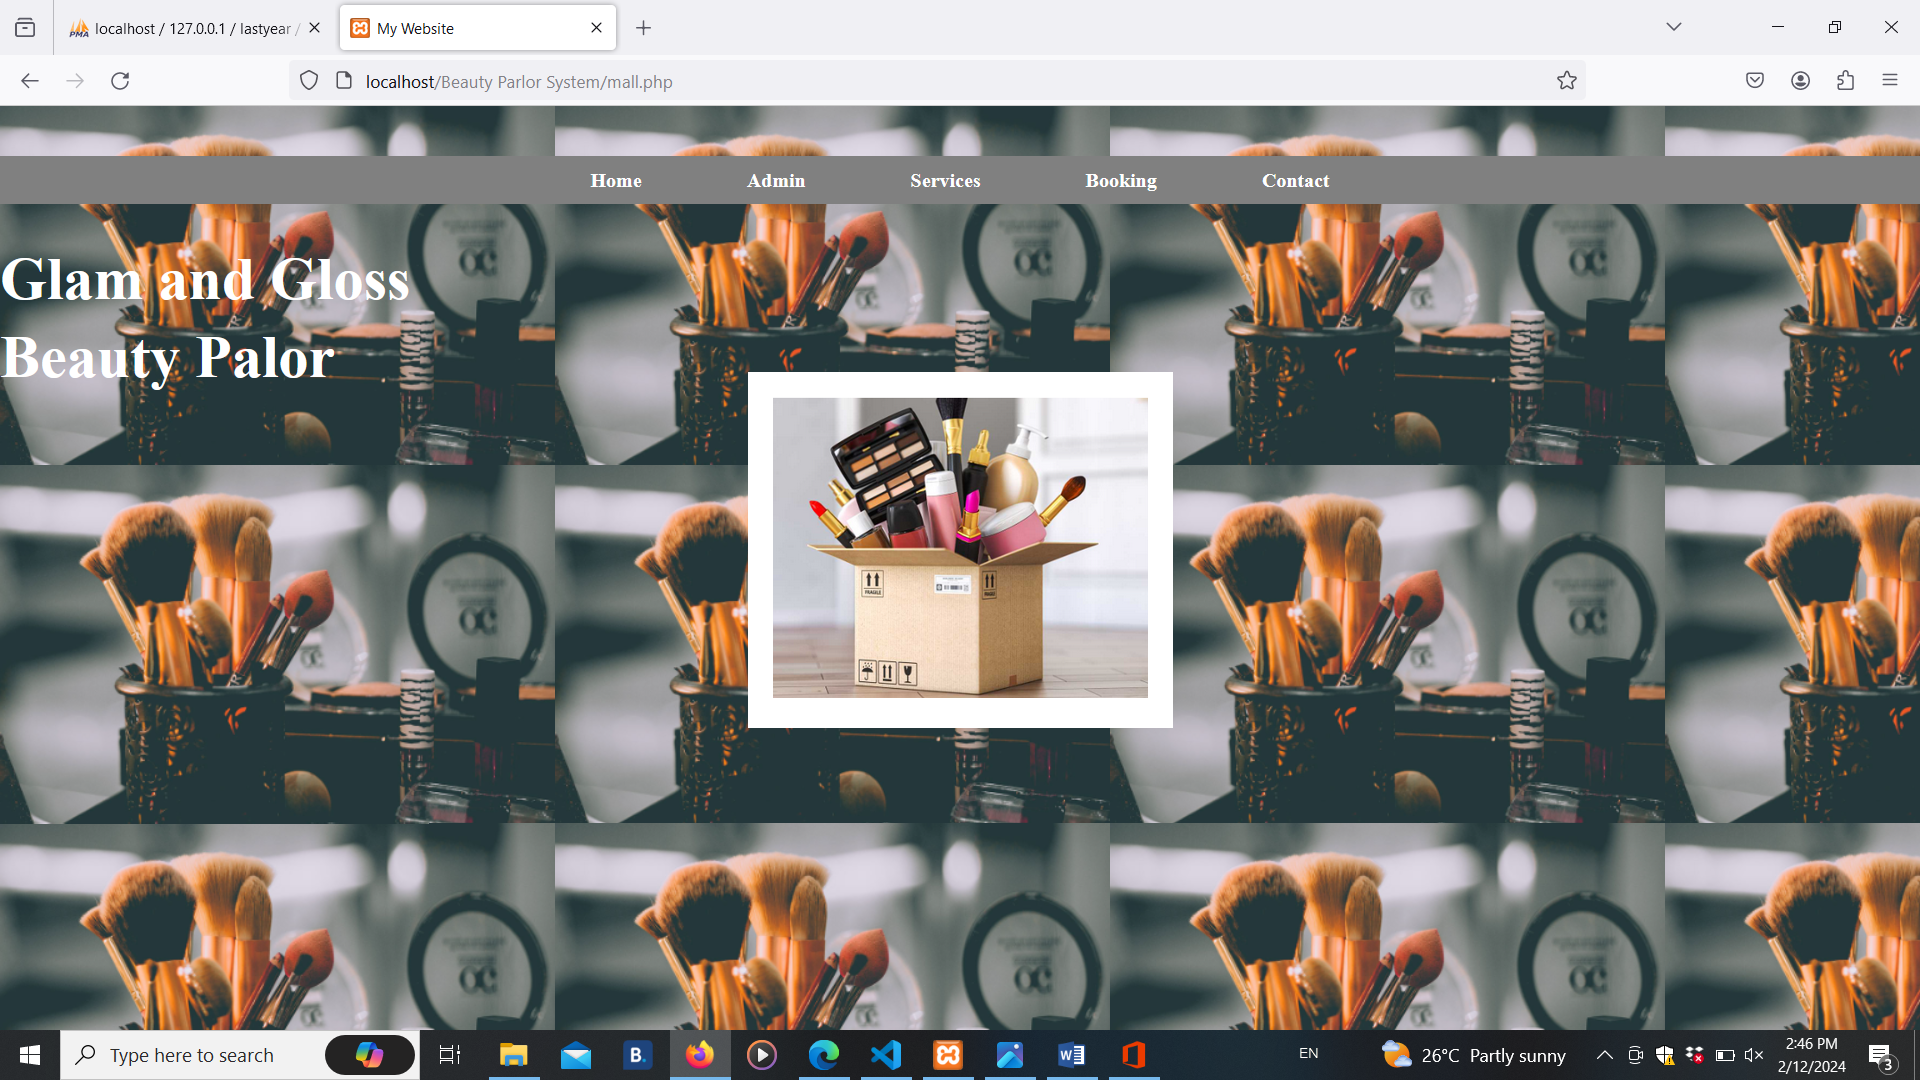 localhost / 127.0.0.1 / lastyear /
My Website
localhost/Beauty Parlor System/mall.php
Home Admin Services Booking Contact
Glam and Gloss
Beauty Palor
FRAGILE
Type here to search
EN
26°C Partly sunny
2:46 PM
2/12/2024
3